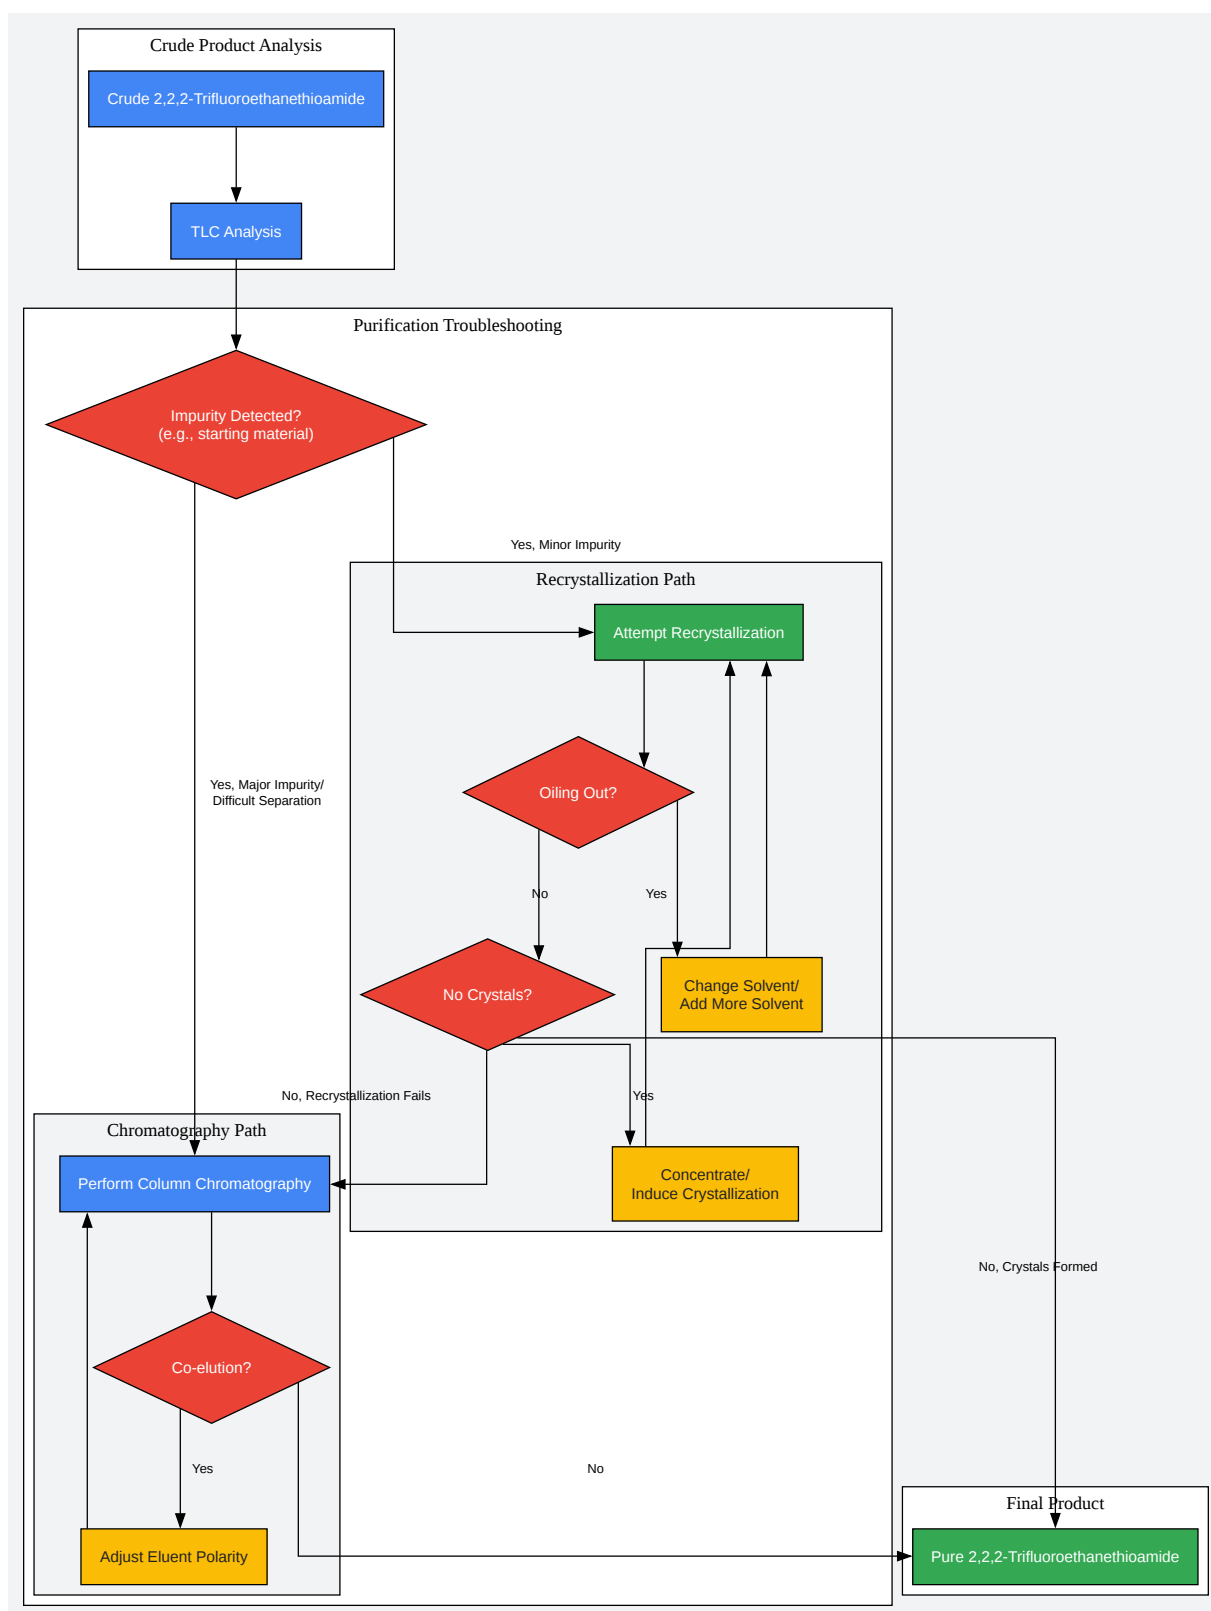 Crude Product Analysis
Crude 2,2,2-Trifluoroethanethioamide
TLC Analysis
Purification Troubleshooting
Impurity Detected?
(e.g., starting material)
Yes, Minor Impurity
Recrystallization Path
Attempt Recrystallization
Yes, Major Impurity/
Difficult Separation
Oiling Out?
No
Yes
No Crystals?
Change Solvent/
Add More Solvent
No, Recrystallization Fails
Yes
Chromatography Path
Perform Column Chromatography
Concentrate/
Induce Crystallization
No, Crystals Formed
Co-elution?
Yes
No
Final Product
Adjust Eluent Polarity
Pure 2,2,2-Trifluoroethanethioamide